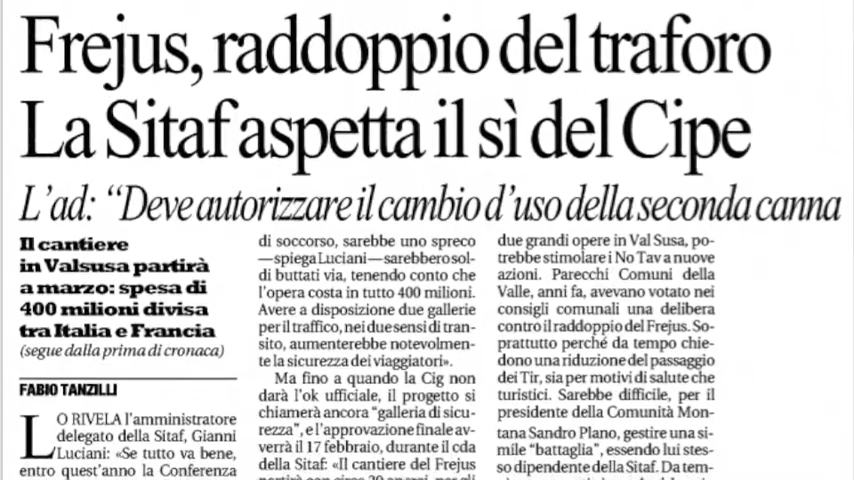 Frejus, raddoppio del traforo
La Sitaf aspetta il sì del Cipe
L'ad: “Deve autorizzare il cambio d'uso della seconda canna
Il cantiere
in Valsusa partirà
a marzo: spesa di
400 milioni divisa
tra Italia e Francia
(segue dalla prima di cronaca)
FABIO TANZILLI
LO RIVELA l'amministratore
delegato della Sitaf, Gianni
Luciani: «Se tutto va bene,
entro quest'anno la Conferenza
di soccorso, sarebbe uno spreco
—spiega Luciani—sarebbero sol-
di buttati via, tenendo conto che
l'opera costa in tutto 400 milioni.
Avere a disposizione due gallerie
per il traffico, nei due sensi di tran-
sito, aumenterebbe notevolmen-
te la sicurezza dei viaggiatori».
Ma fino a quando la Cig non
darà l'ok ufficiale, il progetto si
chiamerà ancora “galleria di sicu-
rezza”, e l'approvazione finale av-
verrà il 17 febbraio, durante il cda
della Sitaf: «Il cantiere del Frejus
due grandi opere in Val Susa, po-
trebbe stimolare i No Tav a nuove
azioni. Parecchi Comuni della
Valle, anni fa, avevano votato nei
consigli comunali una delibera
contro il raddoppio del Frejus. So-
prattutto perché da tempo chie-
dono una riduzione del passaggio
dei Tir, sia per motivi di salute che
turistici. Sarebbe difficile, per il
presidente della Comunità Mon-
tana Sandro Plano, gestire una si-
mile “battaglia”, essendo lui stes-
so dipendente della Sitaf. Da tem-